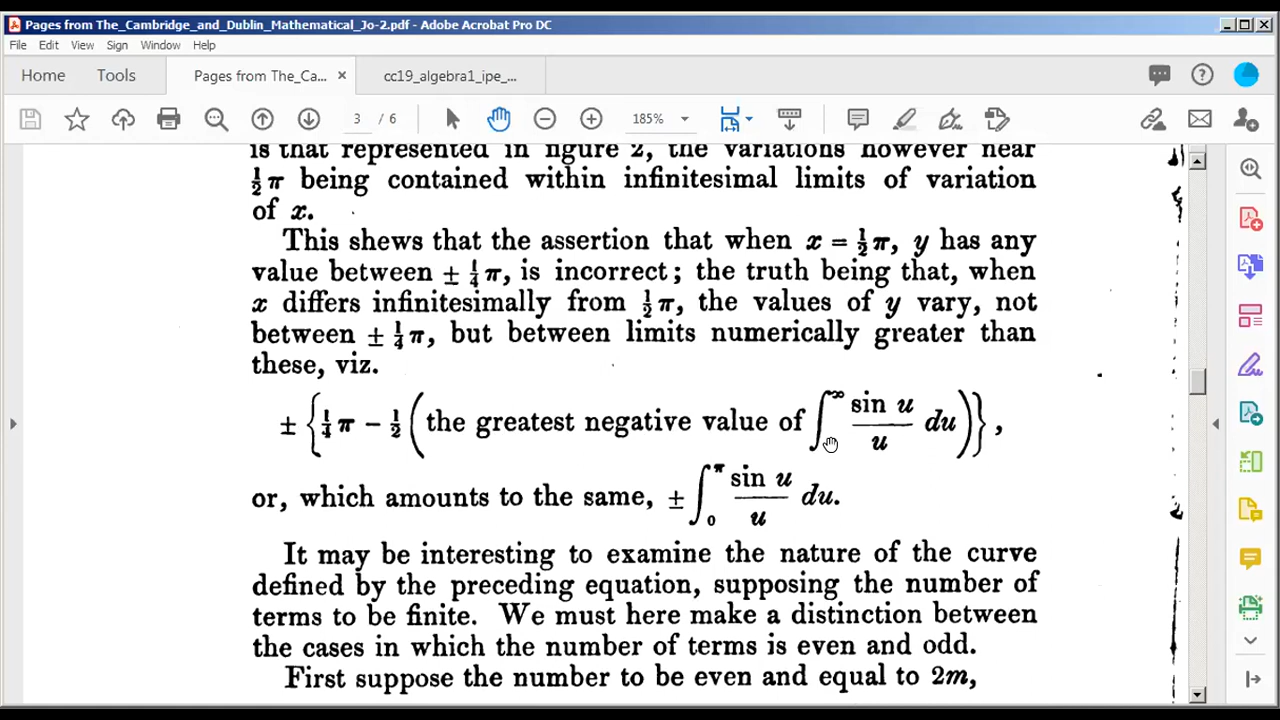 Pages from The_Cambridge_and_Dublin_Mathematical_Jo-2.pdf - Adobe Acrobat Pro DC
File Edit View Sign Window Help
Home Tools Pages from The_Ca... × cc19_algebra1_ipe_...
3 / 6 185%
is that represented in figure 2, the variations however near
½π being contained within infinitesimal limits of variation
of x.
This shews that the assertion that when x = ½π, y has any
value between ± ¼π, is incorrect; the truth being that, when
x differs infinitesimally from ½π, the values of y vary, not
between ± ¼π, but between limits numerically greater than
these, viz.
± {¼π − ½ (the greatest negative value of ∫^∞ sin u / u du)},
or, which amounts to the same, ± ∫₀^π sin u / u du.
It may be interesting to examine the nature of the curve
defined by the preceding equation, supposing the number of
terms to be finite. We must here make a distinction between
the cases in which the number of terms is even and odd.
First suppose the number to be even and equal to 2m,